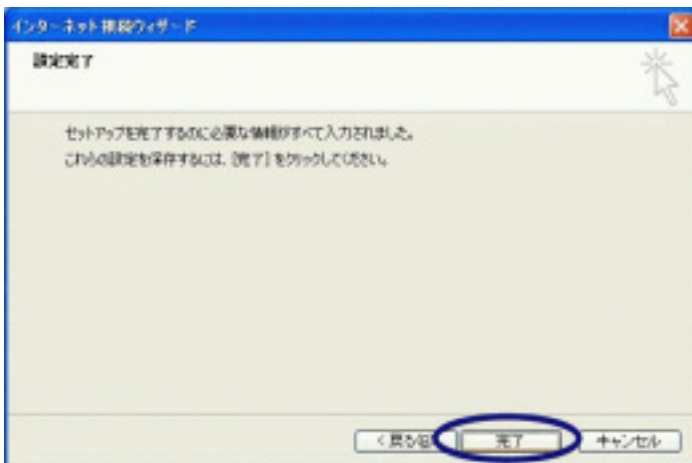 インターネット接続ウィザード
設定完了
セットアップを完了するのに必要な情報がすべて入力されました。
これらの設定を保存するには、[完了] をクリックしてください。
< 戻る(B)
完了
キャンセル